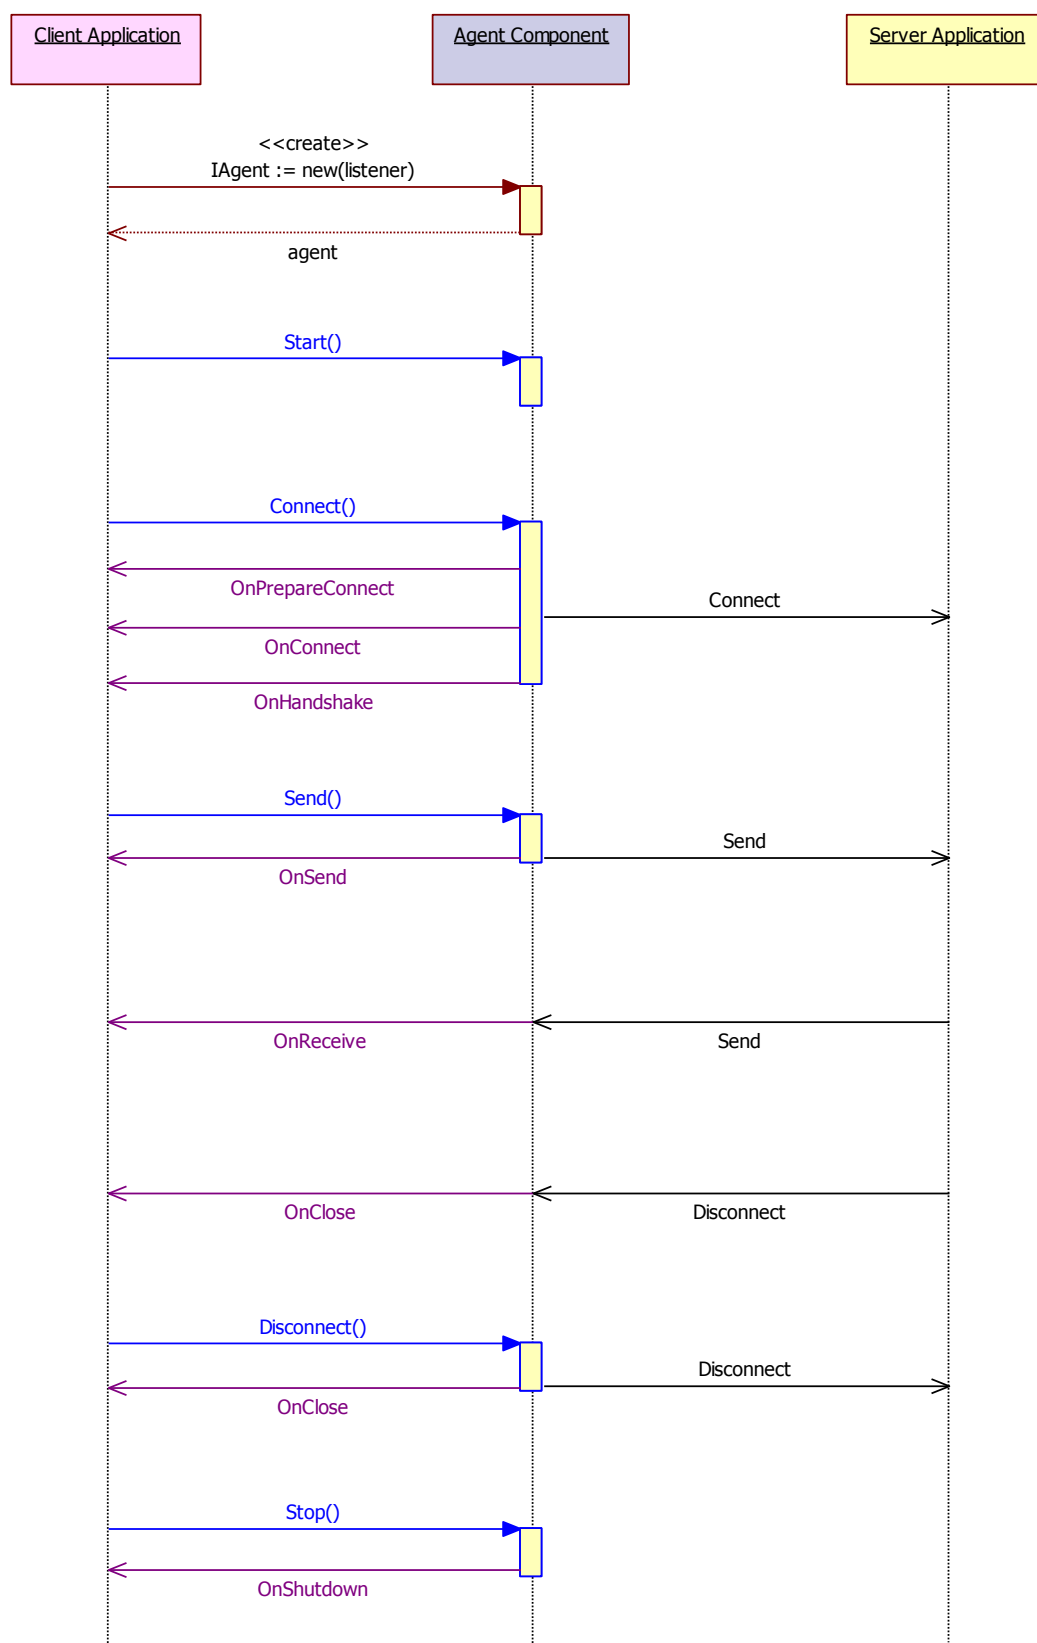 Client Application
Agent Component
Server Application
<<create>>
IAgent := new(listener)
agent
Start()
Connect()
OnPrepareConnect
Connect
OnConnect
OnHandshake
Send()
Send
OnSend
OnReceive
Send
OnClose
Disconnect
Disconnect()
Disconnect
OnClose
Stop()
OnShutdown